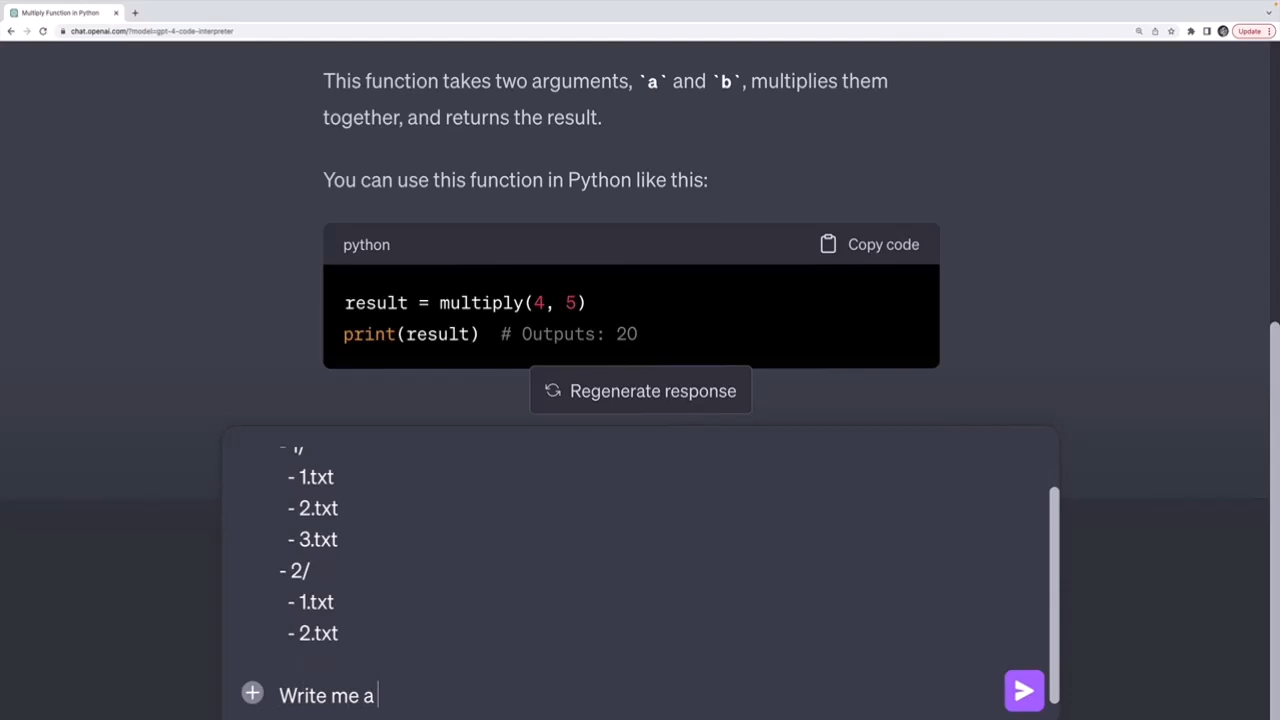 Multiply Function in Python
chat.openai.com/?model=gpt-4-code-interpreter
Update
This function takes two arguments, `a` and `b`, multiplies them
together, and returns the result.
You can use this function in Python like this:
python
Copy code
result = multiply(4, 5)
print(result) # Outputs: 20
Regenerate response
- 1.txt
- 2.txt
- 3.txt
- 2/
- 1.txt
- 2.txt
Write me a